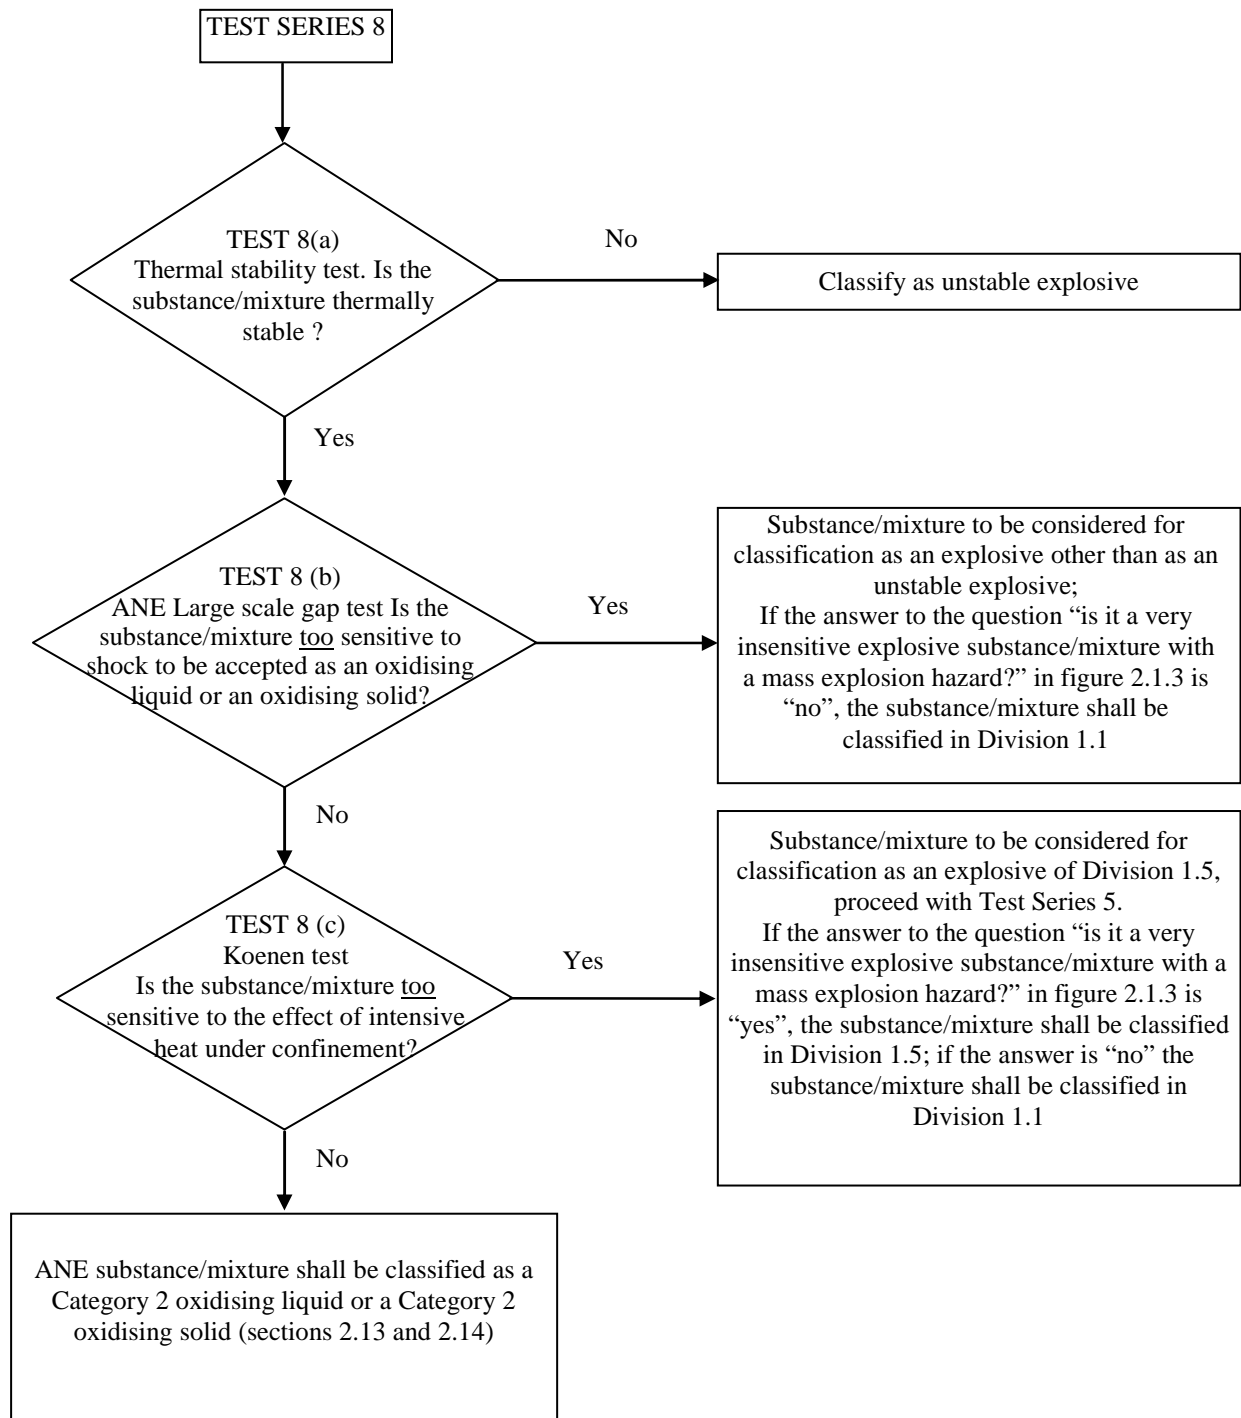 TEST SERIES 8
TEST 8(a)
Thermal stability test. Is the
substance/mixture thermally
stable ?
No
Classify as unstable explosive
Yes
TEST 8 (b)
ANE Large scale gap test Is the
substance/mixture too sensitive to
shock to be accepted as an oxidising
liquid or an oxidising solid?
Yes
Substance/mixture to be considered for
classification as an explosive other than as an
unstable explosive;
If the answer to the question “is it a very
insensitive explosive substance/mixture with
a mass explosion hazard?” in figure 2.1.3 is
“no”, the substance/mixture shall be
classified in Division 1.1
No
TEST 8 (c)
Koenen test
Is the substance/mixture too
sensitive to the effect of intensive
heat under confinement?
Yes
Substance/mixture to be considered for
classification as an explosive of Division 1.5,
proceed with Test Series 5.
If the answer to the question “is it a very
insensitive explosive substance/mixture with a
mass explosion hazard?” in figure 2.1.3 is
“yes”, the substance/mixture shall be classified
in Division 1.5; if the answer is “no” the
substance/mixture shall be classified in
Division 1.1
No
ANE substance/mixture shall be classified as a
Category 2 oxidising liquid or a Category 2
oxidising solid (sections 2.13 and 2.14)